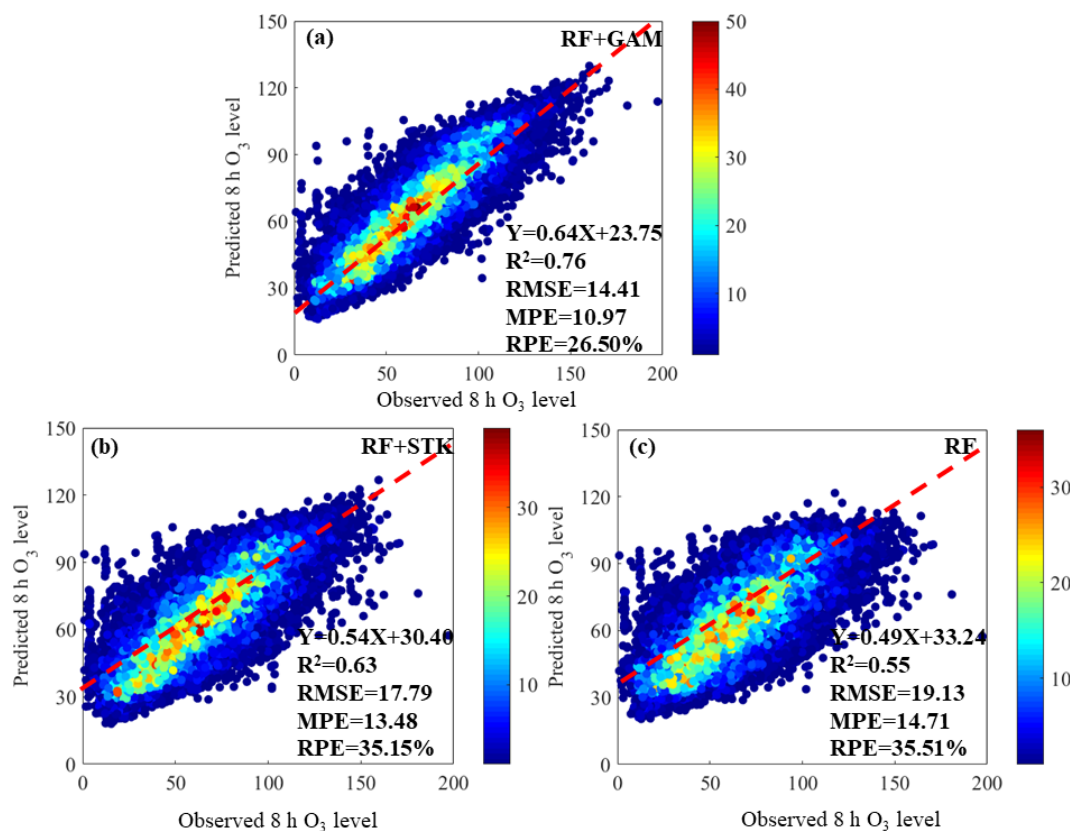 (a)
RF+GAM
Predicted 8 h O3 level
150
120
90
60
30
0
Y=0.64X+23.75
R²=0.76
RMSE=14.41
MPE=10.97
RPE=26.50%
0
50
100
150
200
Observed 8 h O3 level
50
40
30
20
10
(b)
RF+STK
Predicted 8 h O3 level
150
120
90
60
30
0
Y=0.54X+30.40
R²=0.63
RMSE=17.79
MPE=13.48
RPE=35.15%
0
50
100
150
200
Observed 8 h O3 level
30
20
10
(c)
RF
Predicted 8 h O3 level
150
120
90
60
30
0
Y=0.49X+33.24
R²=0.55
RMSE=19.13
MPE=14.71
RPE=35.51%
0
50
100
150
200
Observed 8 h O3 level
30
20
10